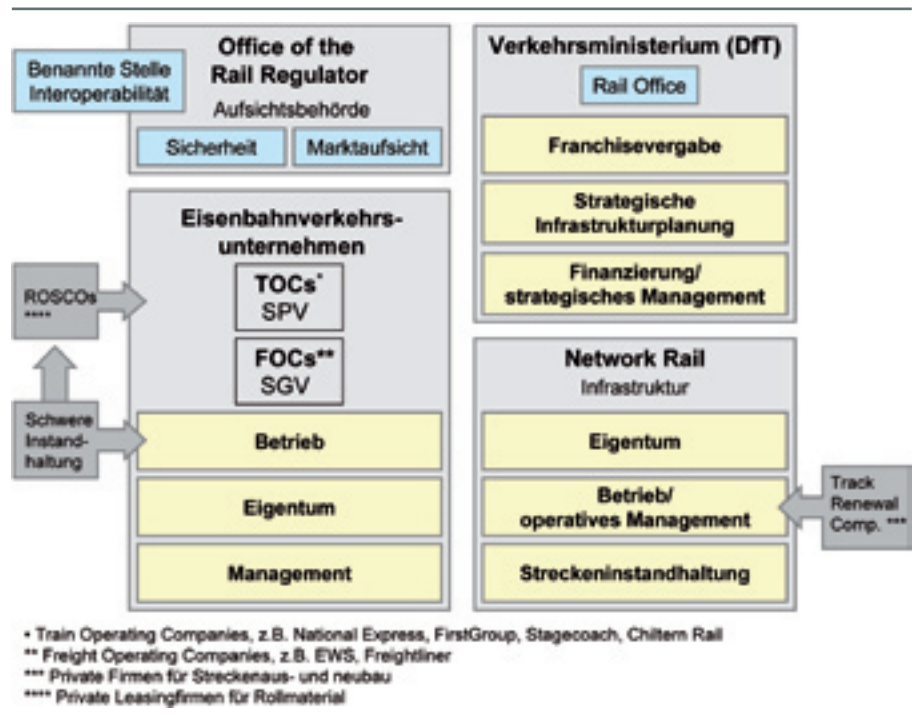 Office of the
Rail Regulator
Aufsichtsbehörde
Benannte Stelle
Interoperabilität
Sicherheit
Marktaufsicht
Verkehrsministerium (DfT)
Rail Office
Franchisevergabe
Strategische
Infrastrukturplanung
Finanzierung/
strategisches Management
Eisenbahnverkehrs-
unternehmen
TOCs*
SPV
FOCs**
SGV
Betrieb
Eigentum
Management
ROSCOs
****
Schwere
Instand-
haltung
Network Rail
Infrastruktur
Eigentum
Betrieb/
operatives Management
Streckeninstandhaltung
Track
Renewal
Comp. ***
* Train Operating Companies, z.B. National Express, FirstGroup, Stagecoach, Chiltern Rail
** Freight Operating Companies, z.B. EWS, Freightliner
*** Private Firmen für Streckenaus- und neubau
**** Private Leasingfirmen für Rollmaterial